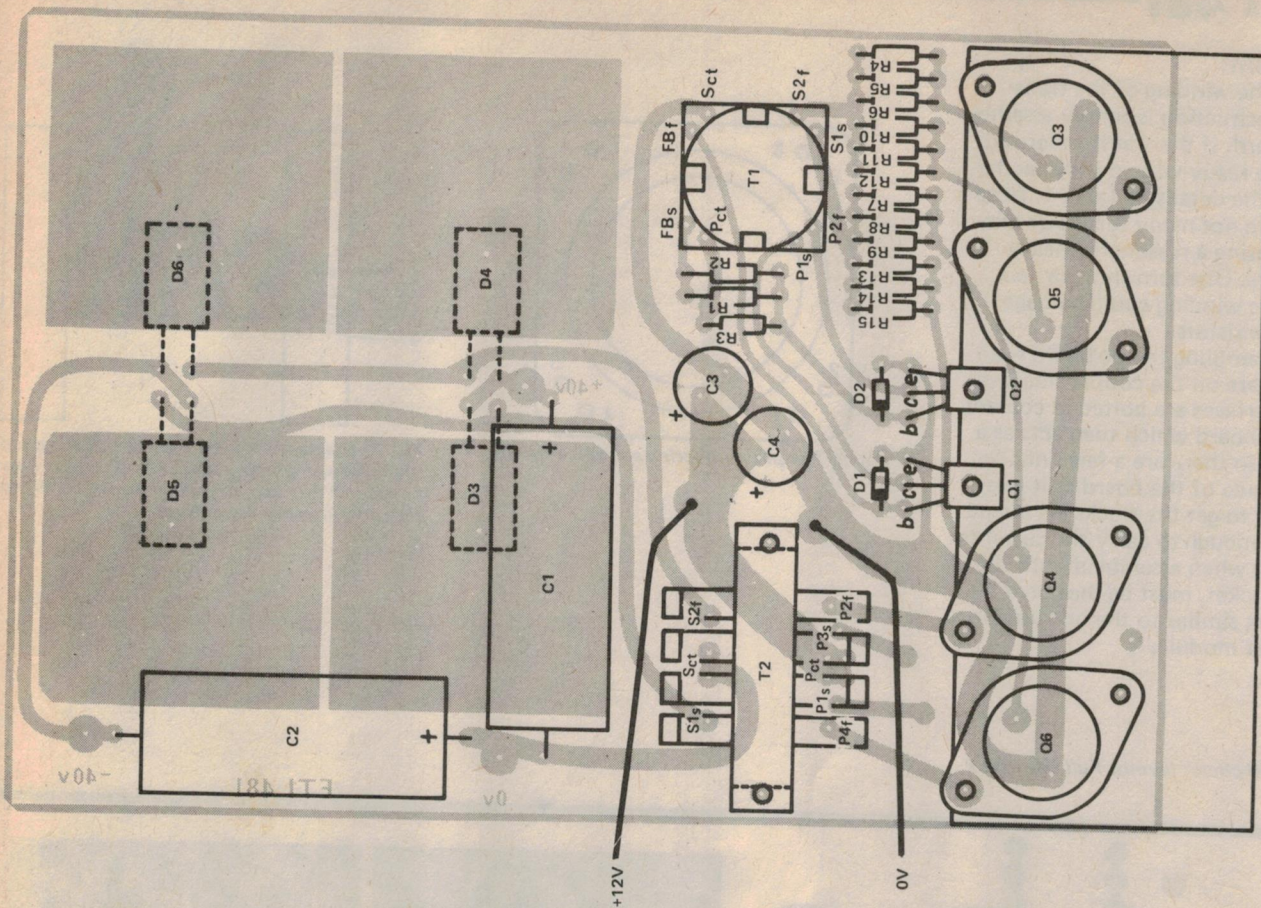 D6
D4
D5
D3
C2
+
C1
+
+40v
-40v
0v
ETI 481
Sct
S2f
FBf
S1s
T1
FBs
Pct
P2f
P1s
R2
R1
R3
C3
+
C4
+
R4
R5
R6
R10
R11
R12
R7
R8
R9
R13
R14
R15
D2
b c e
Q2
D1
b c e
Q1
Q3
Q5
Q4
Q6
S2f
Sct
S1s
T2
P2f
P3s
Pct
P1s
P4f
+12V
0V